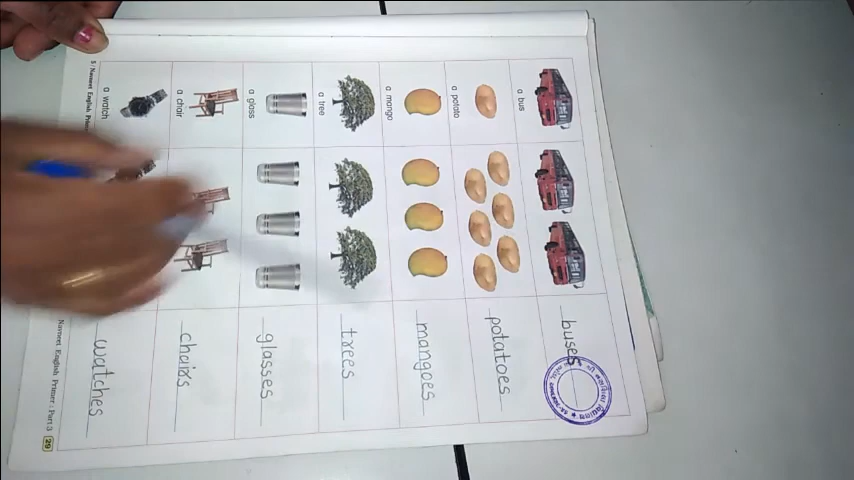 a bus
buses
a potato
potatoes
a mango
mangoes
a tree
trees
a glass
glasses
a chair
chairs
a watch
watches
Navneet English Primer : Part 3
29